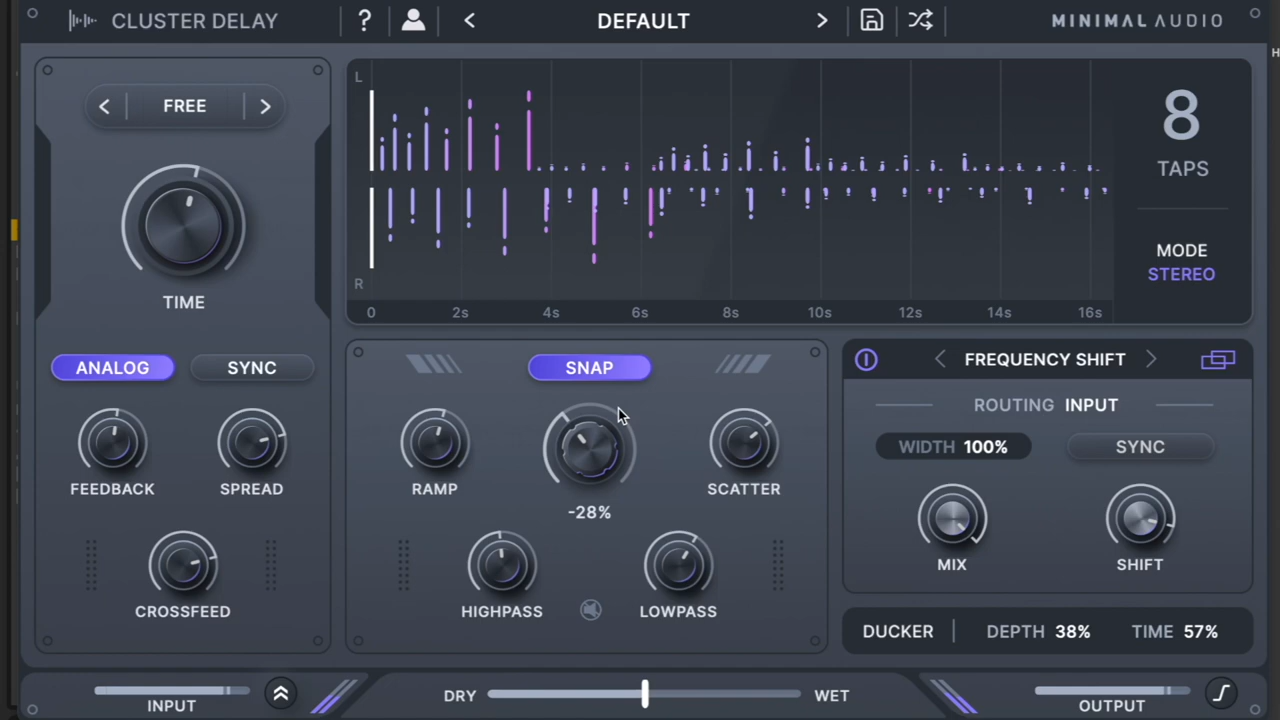 CLUSTER DELAY
?
DEFAULT
MINIMAL AUDIO
H
FREE
TIME
ANALOG
SYNC
FEEDBACK
SPREAD
CROSSFEED
L
R
0 2s 4s 6s 8s 10s 12s 14s 16s
8
TAPS
MODE
STEREO
SNAP
RAMP
-28%
SCATTER
HIGHPASS
LOWPASS
FREQUENCY SHIFT
ROUTING INPUT
WIDTH 100%
SYNC
MIX
SHIFT
DUCKER
DEPTH 38%
TIME 57%
INPUT
DRY
WET
OUTPUT